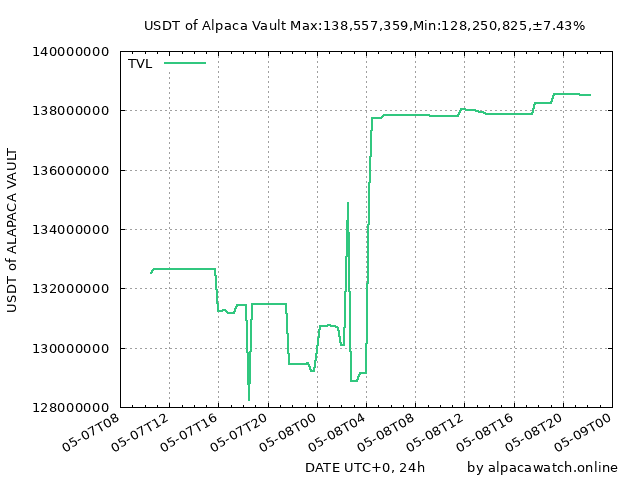 USDT of Alpaca Vault Max:138,557,359,Min:128,250,825,±7.43%
TVL
140000000
138000000
136000000
134000000
132000000
130000000
128000000
USDT of ALAPACA VAULT
05-07T08
05-07T12
05-07T16
05-07T20
05-08T00
05-08T04
05-08T08
05-08T12
05-08T16
05-08T20
05-09T00
DATE UTC+0, 24h
by alpacawatch.online